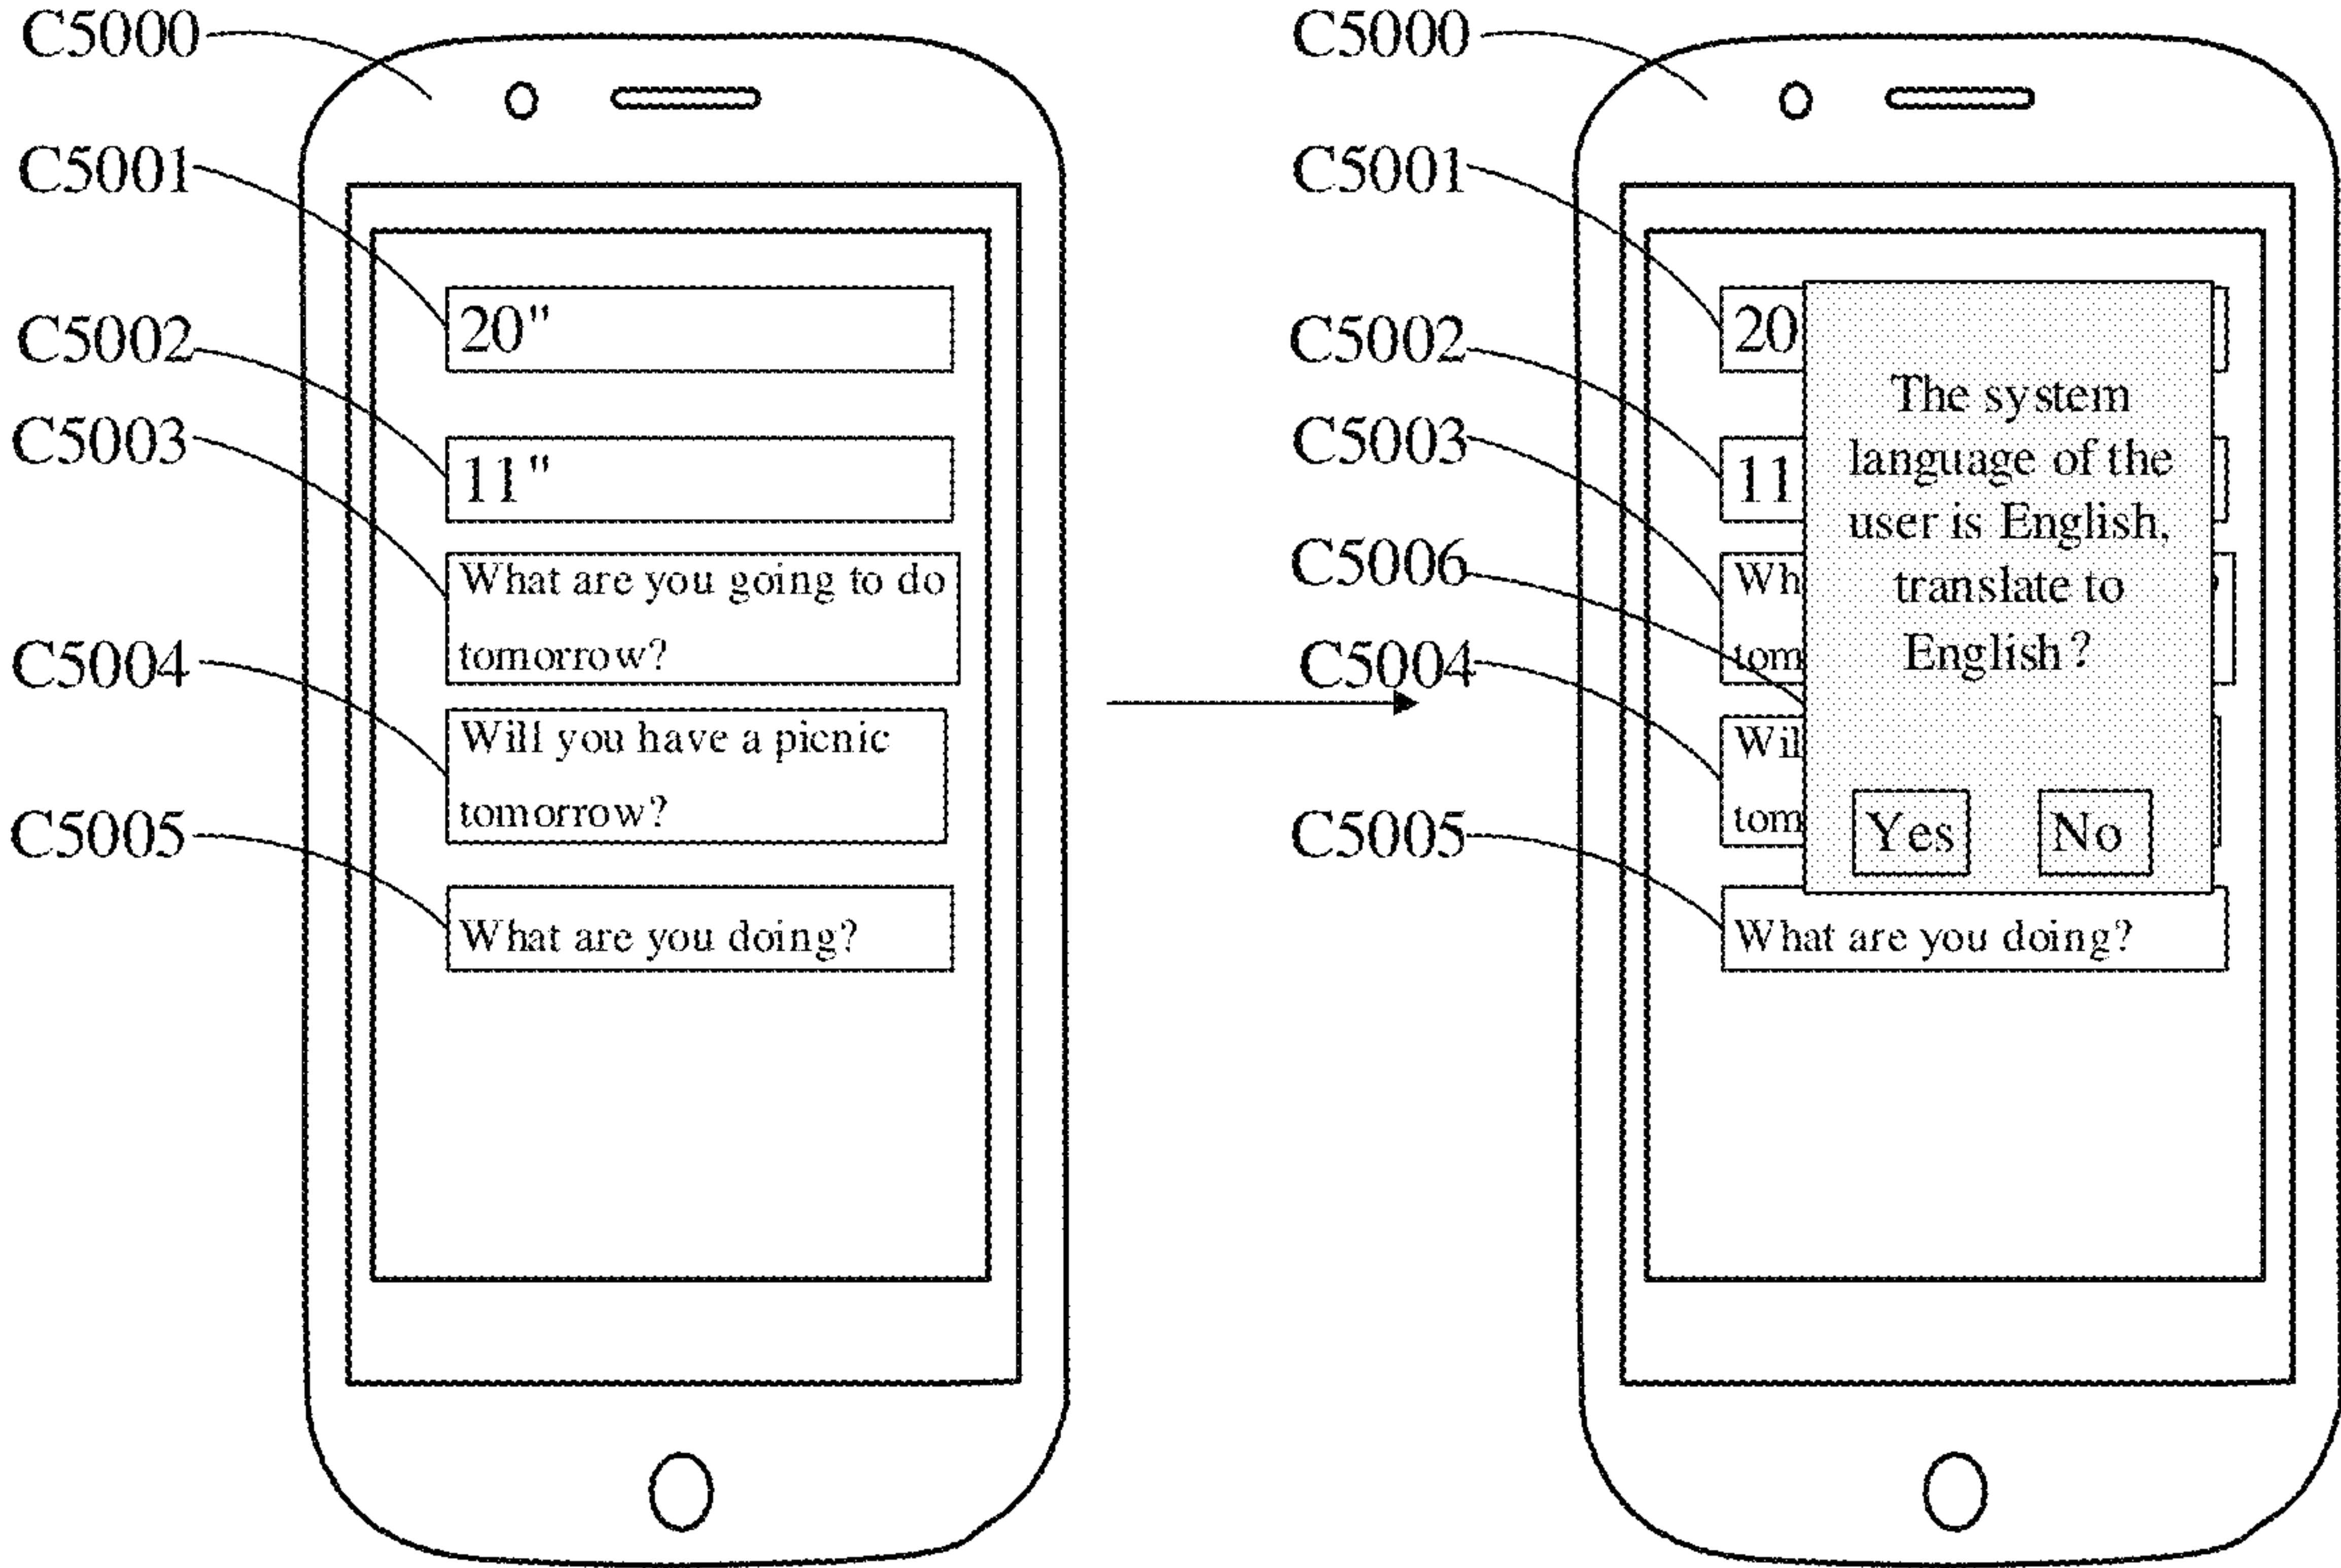 C5000
C5001
C5002
C5003
C5004
C5005
20"
11"
What are you going to do
tomorrow?
Will you have a picnic
tomorrow?
What are you doing?
C5000
C5001
C5002
C5003
C5006
C5004
C5005
20
11
Wh
tom
Wil
tom
What are you doing?
The system
language of the
user is English,
translate to
English?
Yes No